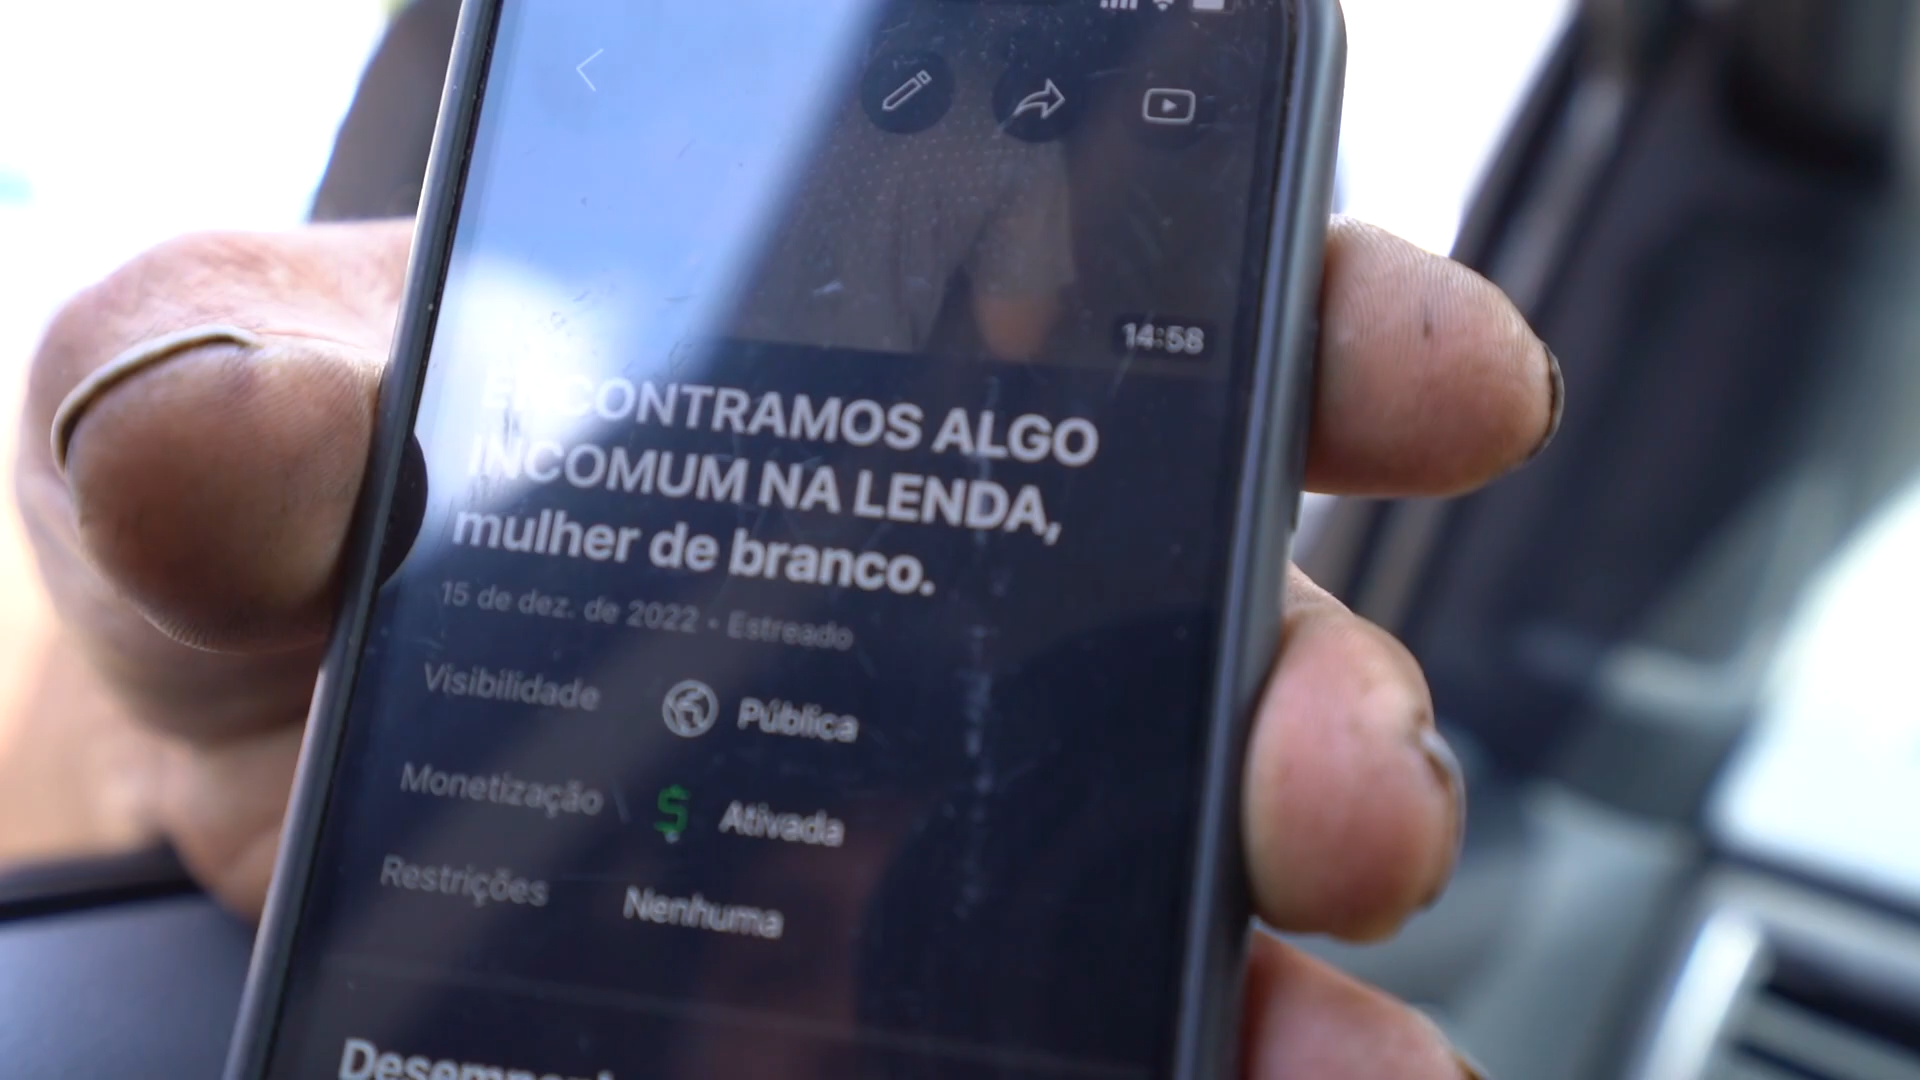 14:58
ENCONTRAMOS ALGO
INCOMUM NA LENDA,
mulher de branco.
15 de dez. de 2022 • Estreado
Visibilidade Pública
Monetização $ Ativada
Restrições Nenhuma